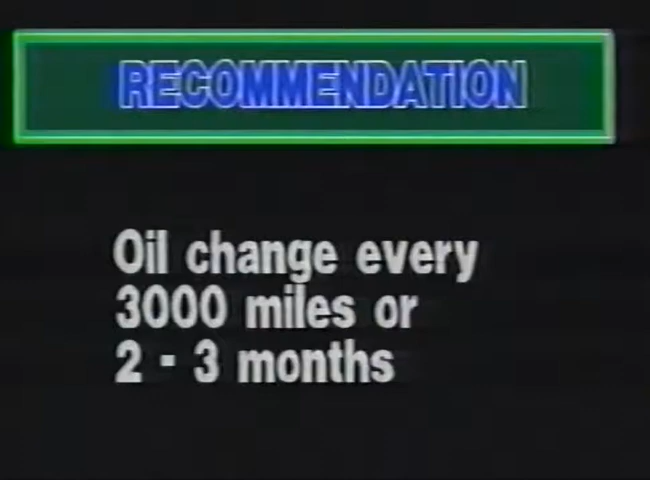 RECOMMENDATION
Oil change every
3000 miles or
2 - 3 months